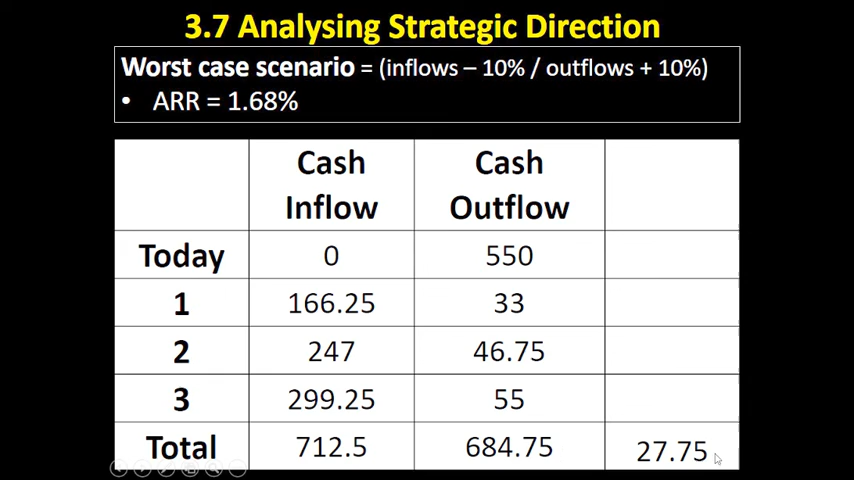 3.7 Analysing Strategic Direction
Worst case scenario = (inflows – 10% / outflows + 10%)
• ARR = 1.68%
Cash Cash
Inflow Outflow
Today 0 550
1 166.25 33
2 247 46.75
3 299.25 55
Total 712.5 684.75 27.75